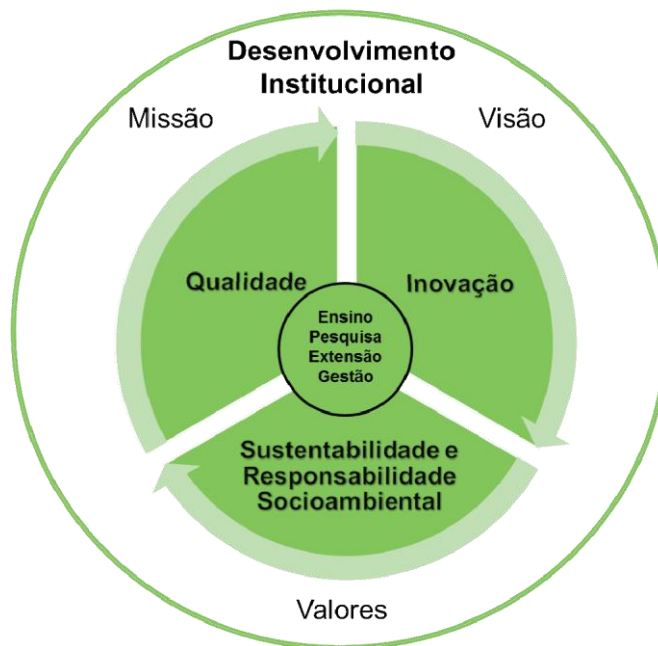 Desenvolvimento
Institucional
Missão
Visão
Qualidade
Inovação
Ensino
Pesquisa
Extensão
Gestão
Sustentabilidade e
Responsabilidade
Socioambiental
Valores